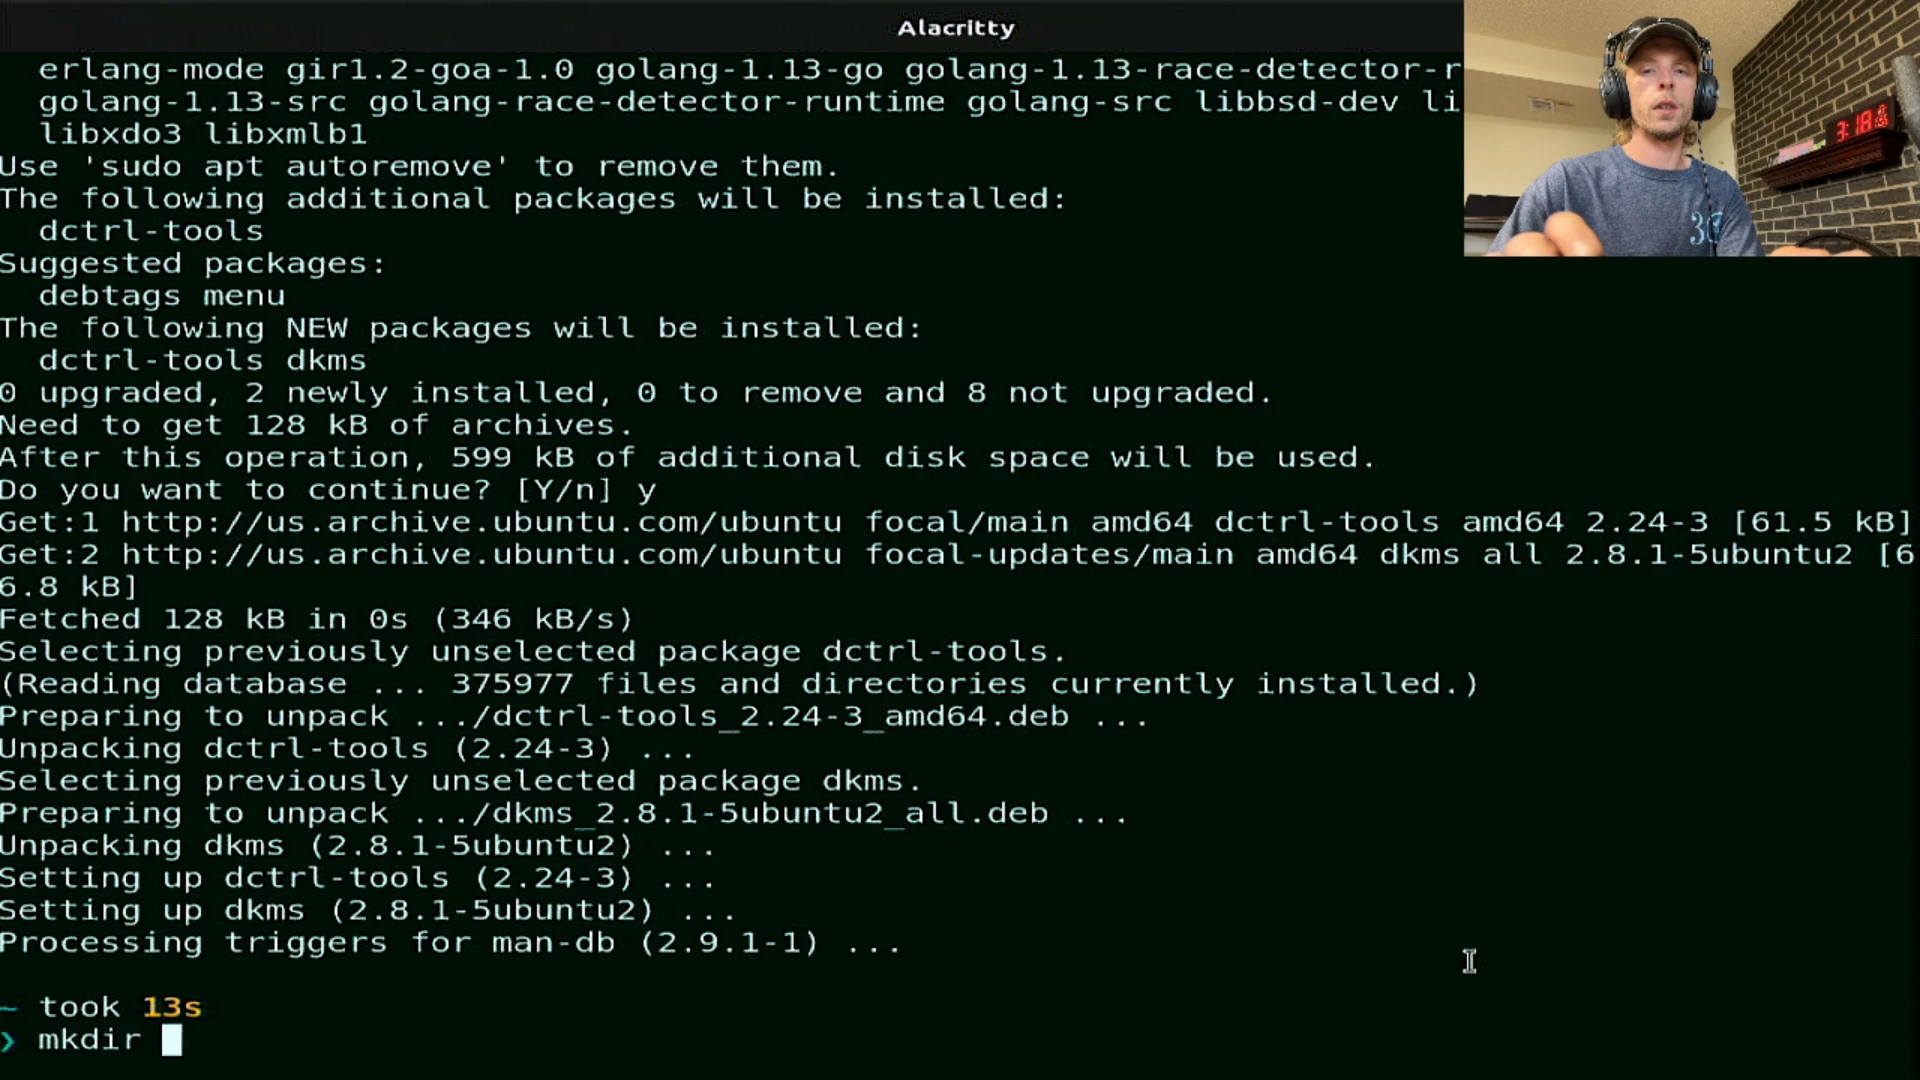 Alacritty
erlang-mode gir1.2-goa-1.0 golang-1.13-go golang-1.13-race-detector-r
golang-1.13-src golang-race-detector-runtime golang-src libbsd-dev li
libxdo3 libxmlb1
Use 'sudo apt autoremove' to remove them.
The following additional packages will be installed:
dctrl-tools
Suggested packages:
debtags menu
The following NEW packages will be installed:
dctrl-tools dkms
0 upgraded, 2 newly installed, 0 to remove and 8 not upgraded.
Need to get 128 kB of archives.
After this operation, 599 kB of additional disk space will be used.
Do you want to continue? [Y/n] y
Get:1 http://us.archive.ubuntu.com/ubuntu focal/main amd64 dctrl-tools amd64 2.24-3 [61.5 kB]
Get:2 http://us.archive.ubuntu.com/ubuntu focal-updates/main amd64 dkms all 2.8.1-5ubuntu2 [6
6.8 kB]
Fetched 128 kB in 0s (346 kB/s)
Selecting previously unselected package dctrl-tools.
(Reading database ... 375977 files and directories currently installed.)
Preparing to unpack .../dctrl-tools_2.24-3_amd64.deb ...
Unpacking dctrl-tools (2.24-3) ...
Selecting previously unselected package dkms.
Preparing to unpack .../dkms_2.8.1-5ubuntu2_all.deb ...
Unpacking dkms (2.8.1-5ubuntu2) ...
Setting up dctrl-tools (2.24-3) ...
Setting up dkms (2.8.1-5ubuntu2) ...
Processing triggers for man-db (2.9.1-1) ...
~ took 13s
❯ mkdir